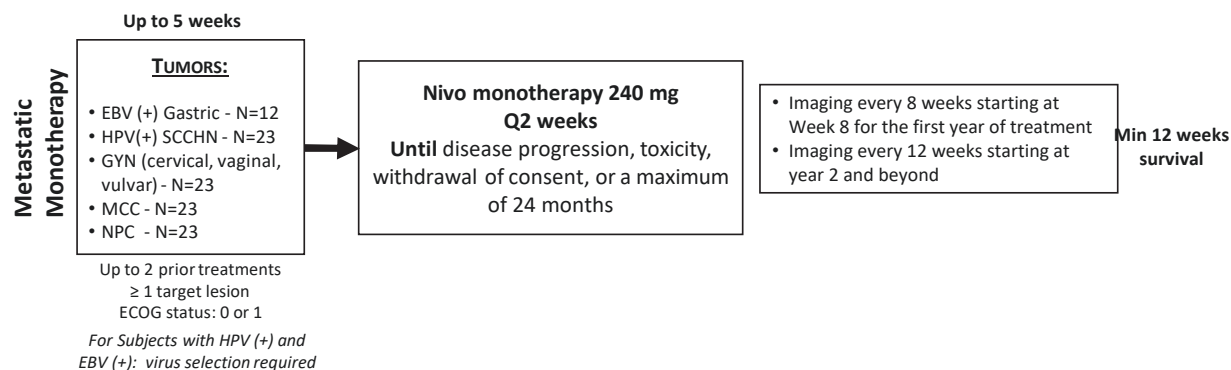 Metastatic
Monotherapy
Up to 5 weeks
TUMORS:
• EBV (+) Gastric - N=12
• HPV(+) SCCHN - N=23
• GYN (cervical, vaginal,
vulvar) - N=23
• MCC - N=23
• NPC - N=23
Up to 2 prior treatments
≥ 1 target lesion
ECOG status: 0 or 1
For Subjects with HPV (+) and
EBV (+): virus selection required
Nivo monotherapy 240 mg
Q2 weeks
Until disease progression, toxicity,
withdrawal of consent, or a maximum
of 24 months
• Imaging every 8 weeks starting at
Week 8 for the first year of treatment
• Imaging every 12 weeks starting at
year 2 and beyond
Min 12 weeks
survival